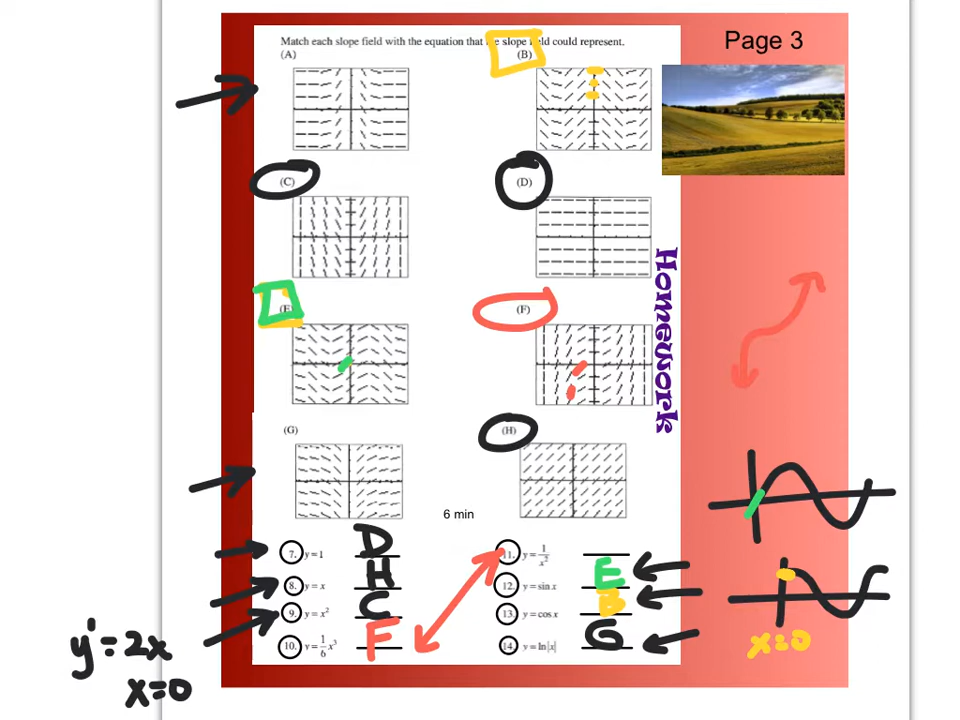 Match each slope field with the equation that the slope field could represent.
Page 3
(A)
(B)
(C)
(D)
(E)
(F)
Homework
(G)
(H)
6 min
7. y = 1 D
8. y = x H
9. y = x² C
10. y = 1/6 x³ F
11. y = 1/x²
12. y = sin x E
13. y = cos x B
14. y = ln|x| G
y' = 2x
x=0
x=0